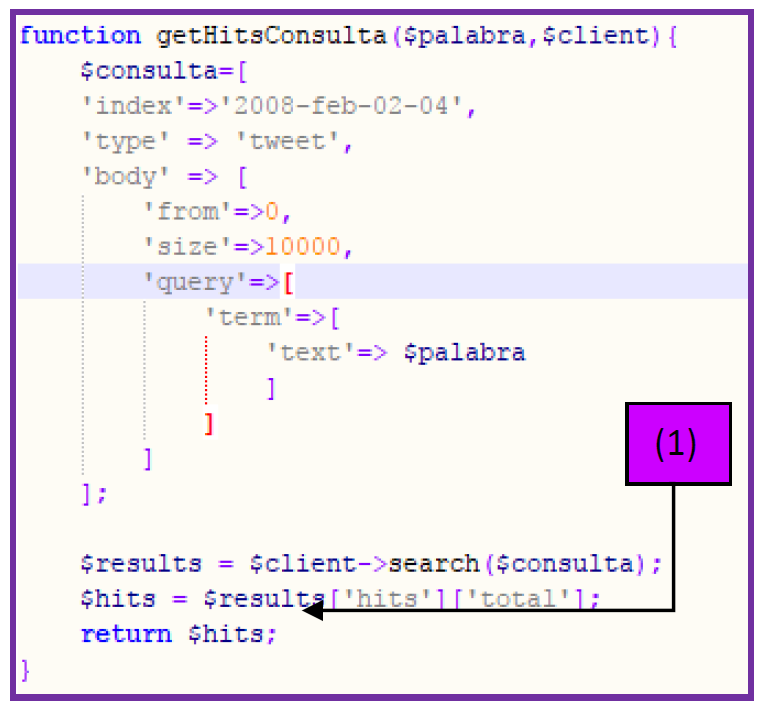 function getHitsConsulta($palabra,$client){
    $consulta=[
    'index'=>'2008-feb-02-04',
    'type' => 'tweet',
    'body' => [
        'from'=>0,
        'size'=>10000,
        'query'=>[
            'term'=>[
                'text'=> $palabra
                ]
            ]
        ]
    ];
(1)
    $results = $client->search($consulta);
    $hits = $results['hits']['total'];
    return $hits;
}